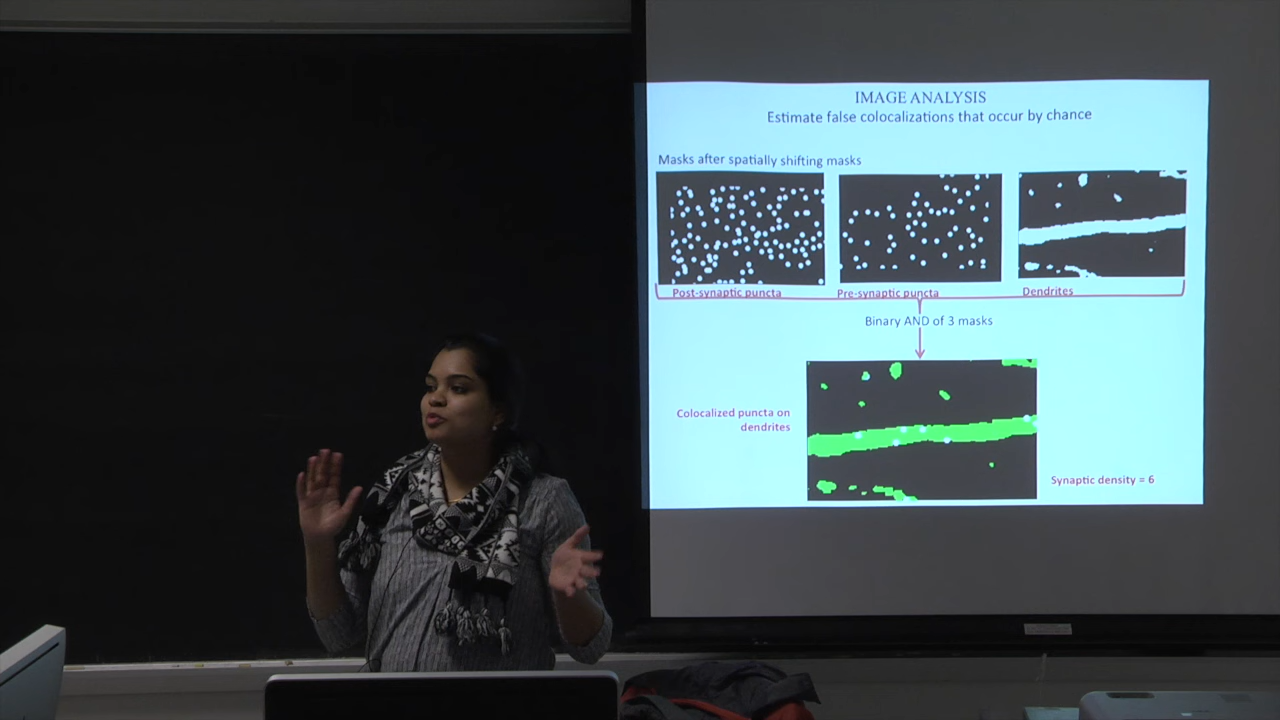 IMAGE ANALYSIS
Estimate false colocalizations that occur by chance
Masks after spatially shifting masks
Post-synaptic puncta
Pre-synaptic puncta
Dendrites
Binary AND of 3 masks
Colocalized puncta on
dendrites
Synaptic density = 6